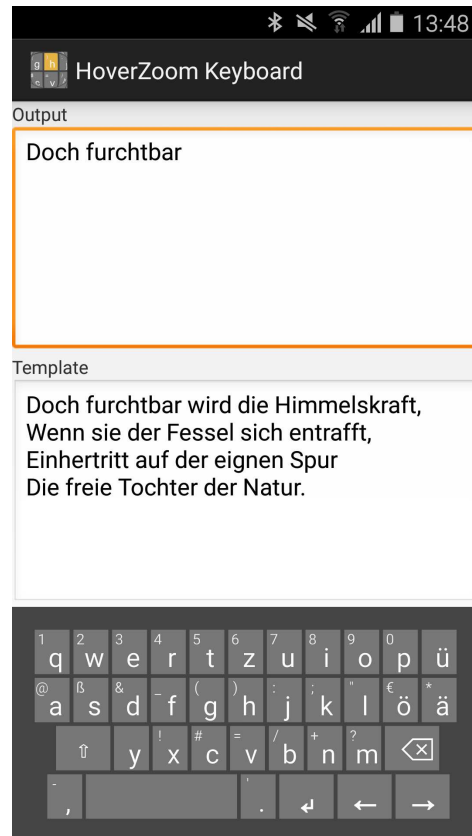 13:48
g h
c v
HoverZoom Keyboard
Output
Doch furchtbar
Template
Doch furchtbar wird die Himmelskraft,
Wenn sie der Fessel sich entrafft,
Einhertritt auf der eignen Spur
Die freie Tochter der Natur.
1 2 3 4 5 6 7 8 9 0
q w e r t z u i o p ü
@ ß & _ ( ) : ; " € *
a s d f g h j k l ö ä
! # = / + ?
⇧ y x c v b n m ⌫
- '
, . ↵ ← →